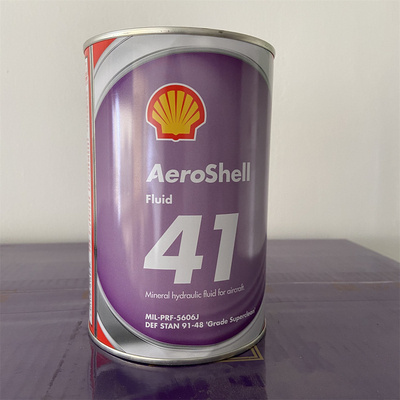 AeroShell
Fluid
41
Mineral hydraulic fluid for aircraft
MIL-PRF-5606J
DEF STAN 91-48 'Grade Superclean'